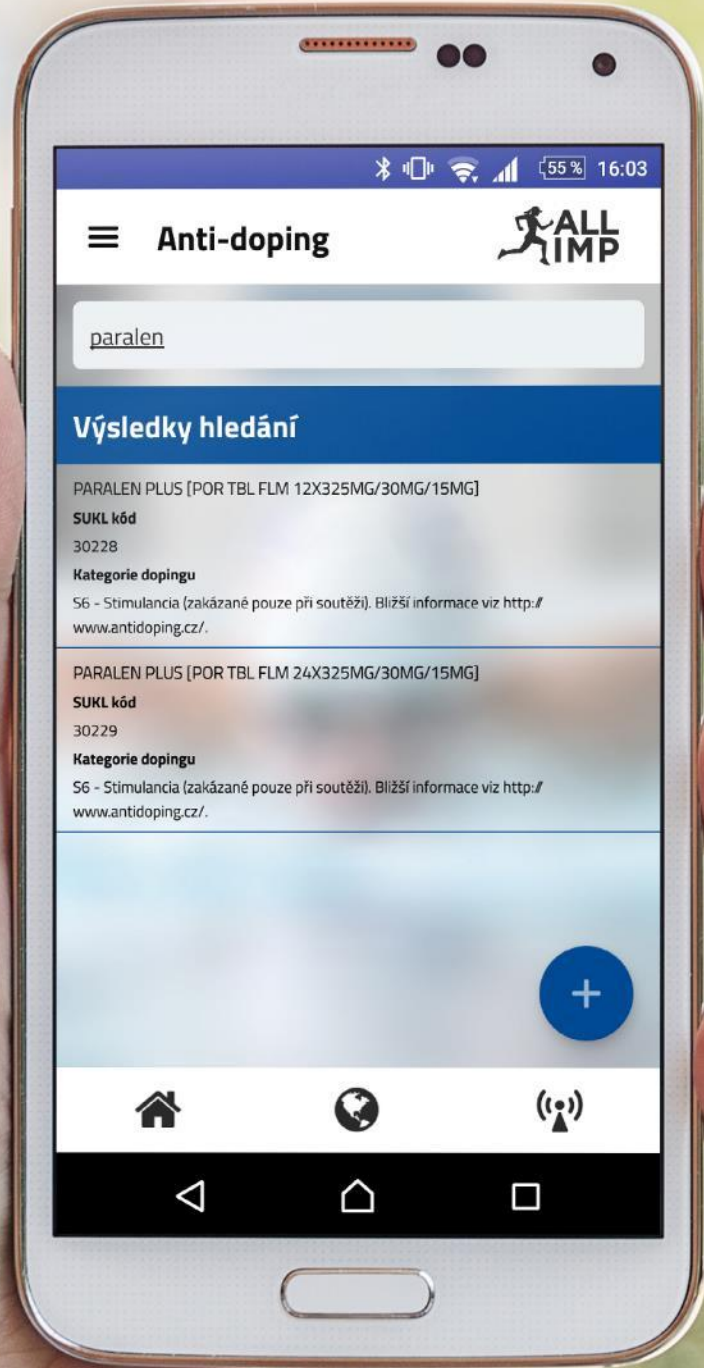 55 % 16:03
Anti-doping
ALL
IMP
paralen
Výsledky hledání
PARALEN PLUS [POR TBL FLM 12X325MG/30MG/15MG]
SUKL kód
30228
Kategorie dopingu
S6 - Stimulancia (zakázané pouze při soutěži). Bližší informace viz http://
www.antidoping.cz/.
PARALEN PLUS [POR TBL FLM 24X325MG/30MG/15MG]
SUKL kód
30229
Kategorie dopingu
S6 - Stimulancia (zakázané pouze při soutěži). Bližší informace viz http://
www.antidoping.cz/.